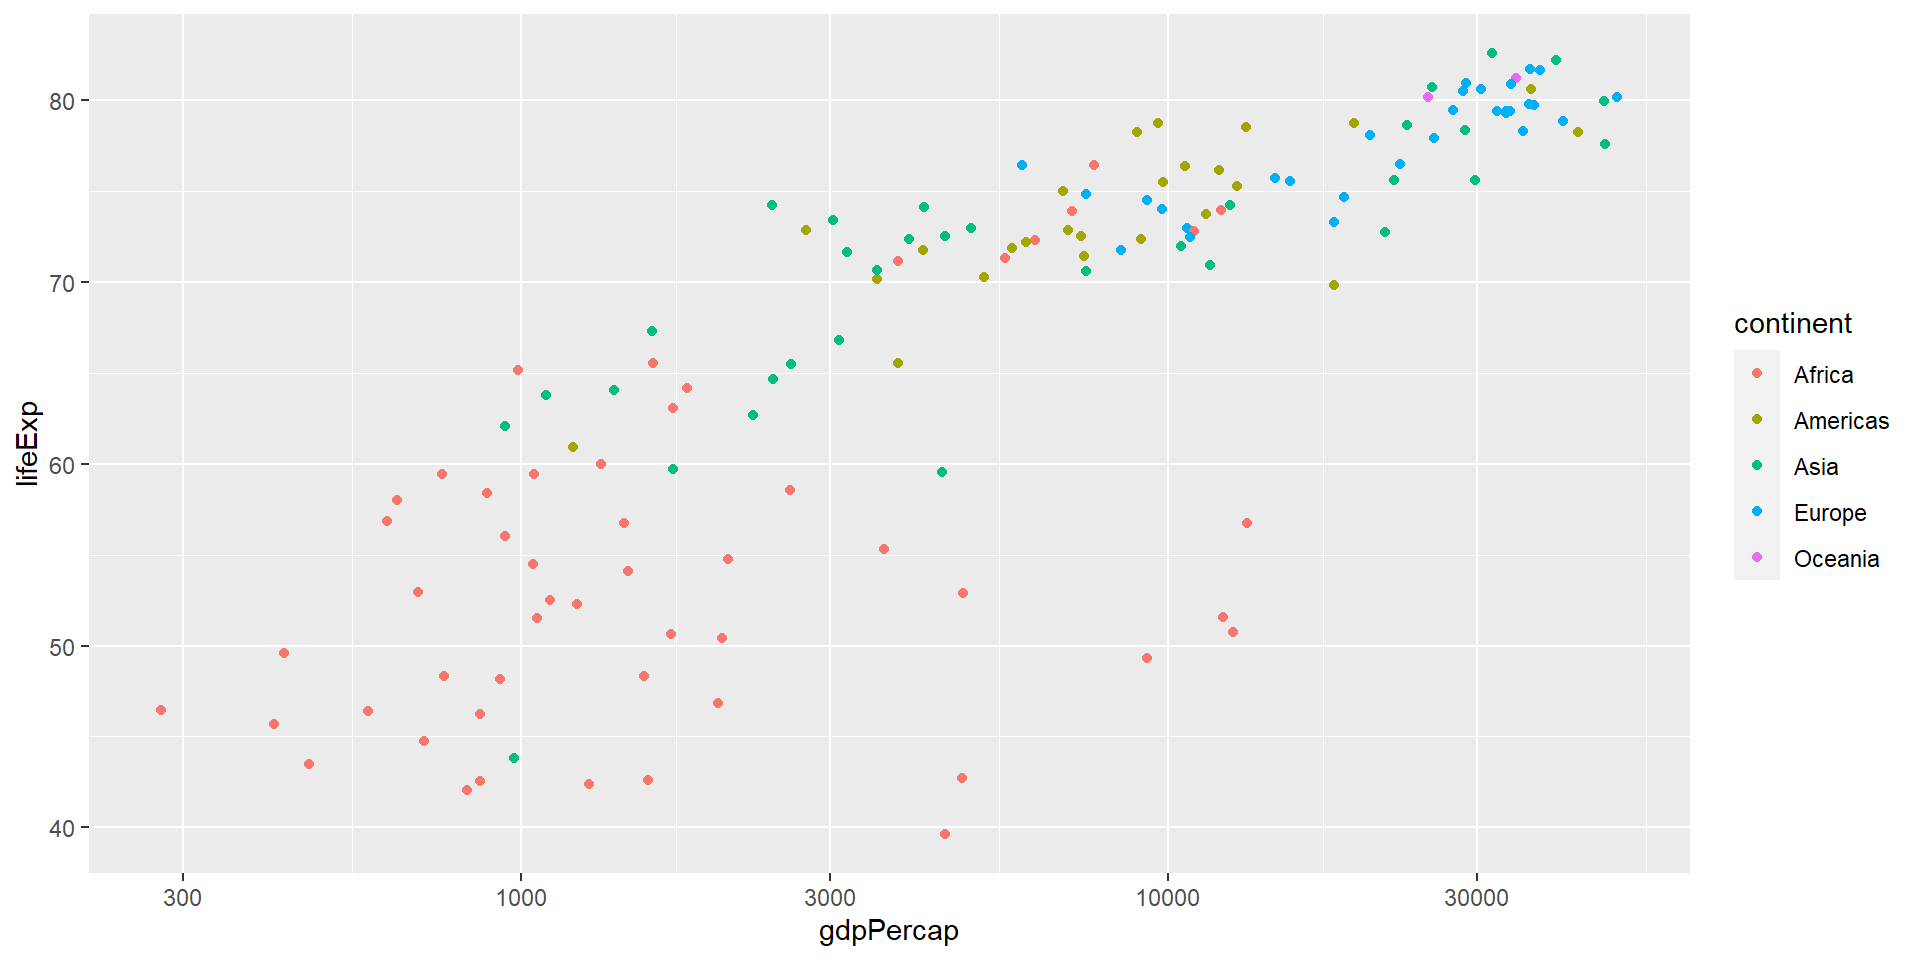 80
70
60
50
40
lifeExp
300
1000
3000
10000
30000
gdpPercap
continent
Africa
Americas
Asia
Europe
Oceania